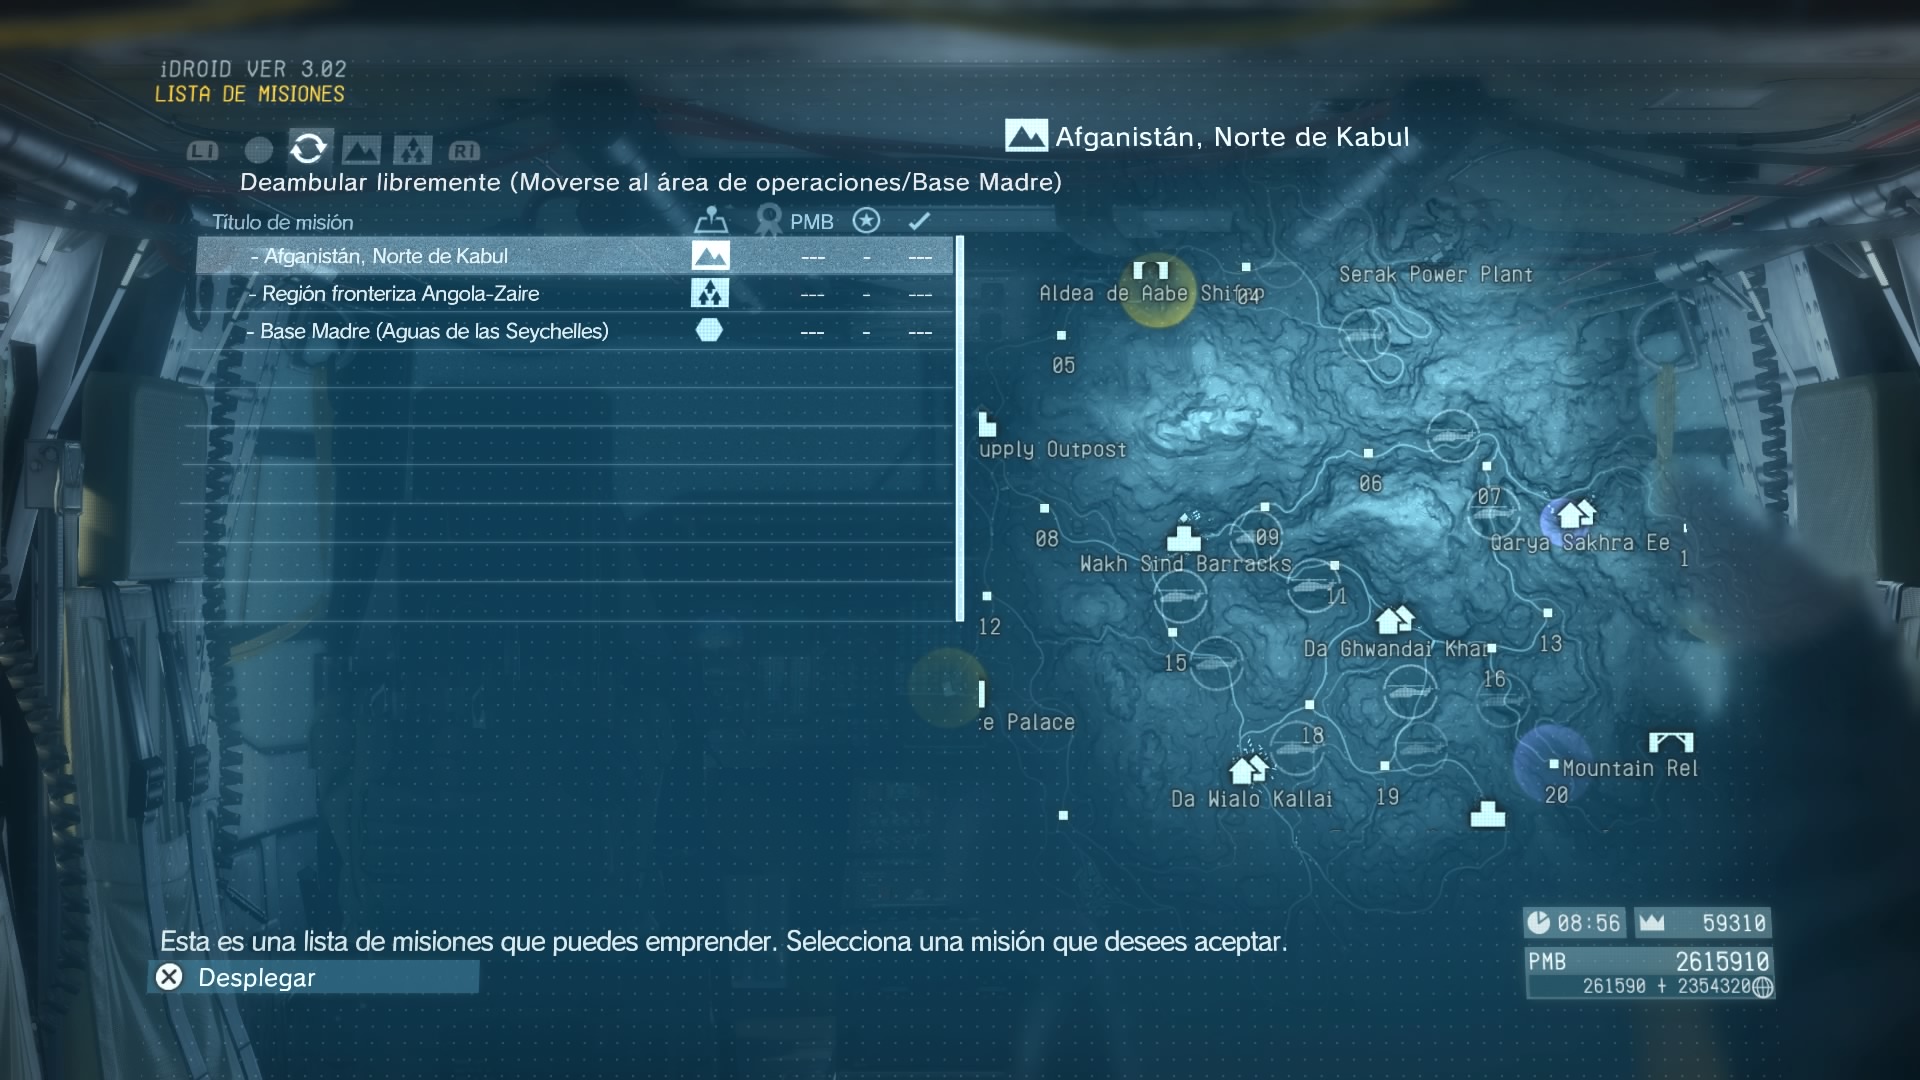 iDROID VER 3.02
LISTA DE MISIONES
L1
R1
Afganistán, Norte de Kabul
Deambular libremente (Moverse al área de operaciones/Base Madre)
Título de misión PMB
- Afganistán, Norte de Kabul --- - ---
- Región fronteriza Angola-Zaire --- - ---
- Base Madre (Aguas de las Seychelles) --- - ---
Serak Power Plant
Aldea de Aabe Shifap
04
05
upply Outpost
06
07
08
09
Qarya Sakhra Ee
1
Wakh Sind Barracks
11
12
Da Ghwandai Khar
13
15
16
te Palace
18
Mountain Rel
20
Da Wialo Kallai
19
08:56 59310
Esta es una lista de misiones que puedes emprender. Selecciona una misión que desees aceptar.
PMB 2615910
Desplegar
261590 + 2354320